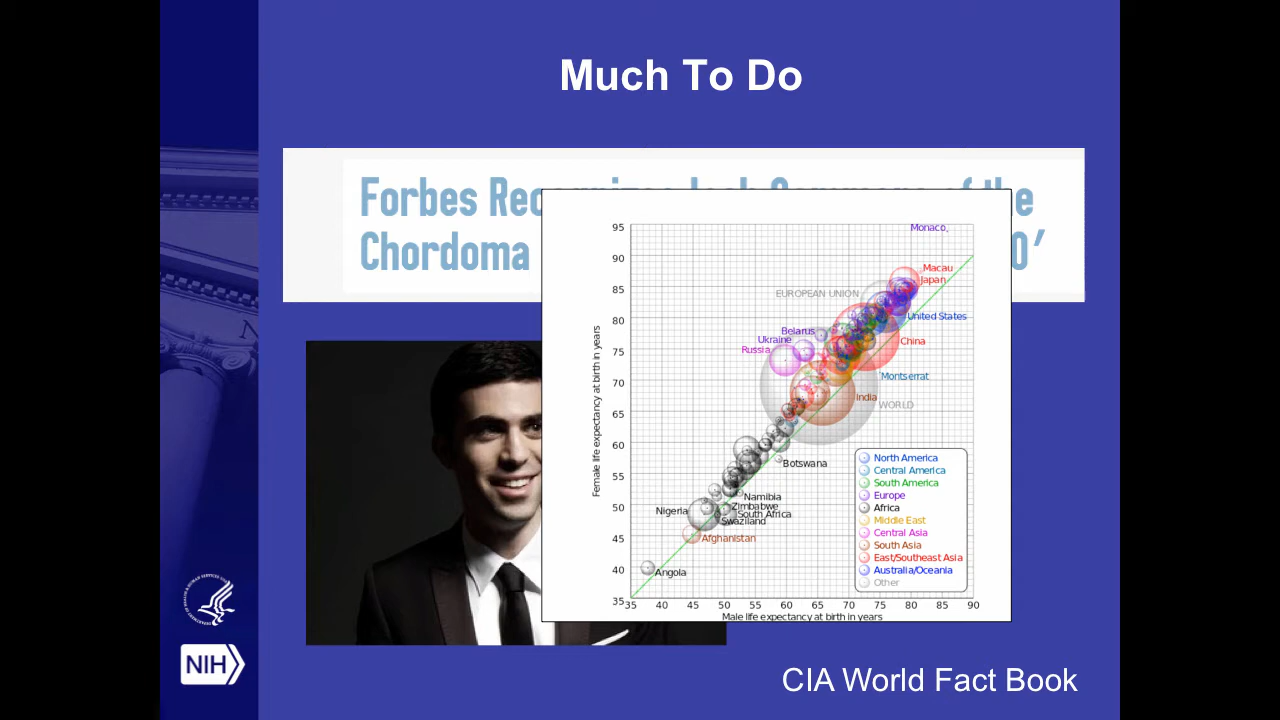 Much To Do
Forbes Rec
the
Chordoma
0’
95
90
85
80
75
70
65
60
55
50
45
40
35
Female life expectancy at birth in years
Monaco
Macau
Japan
EUROPEAN UNION
United States
Belarus
Ukraine
Russia
China
Montserrat
India
WORLD
Botswana
Namibia
Zimbabwe
South Africa
Nigeria
Swaziland
Afghanistan
Angola
North America
Central America
South America
Europe
Africa
Middle East
Central Asia
South Asia
East/Southeast Asia
Australia/Oceania
Other
35 40 45 50 55 60 65 70 75 80 85 90
Male life expectancy at birth in years
NIH
CIA World Fact Book